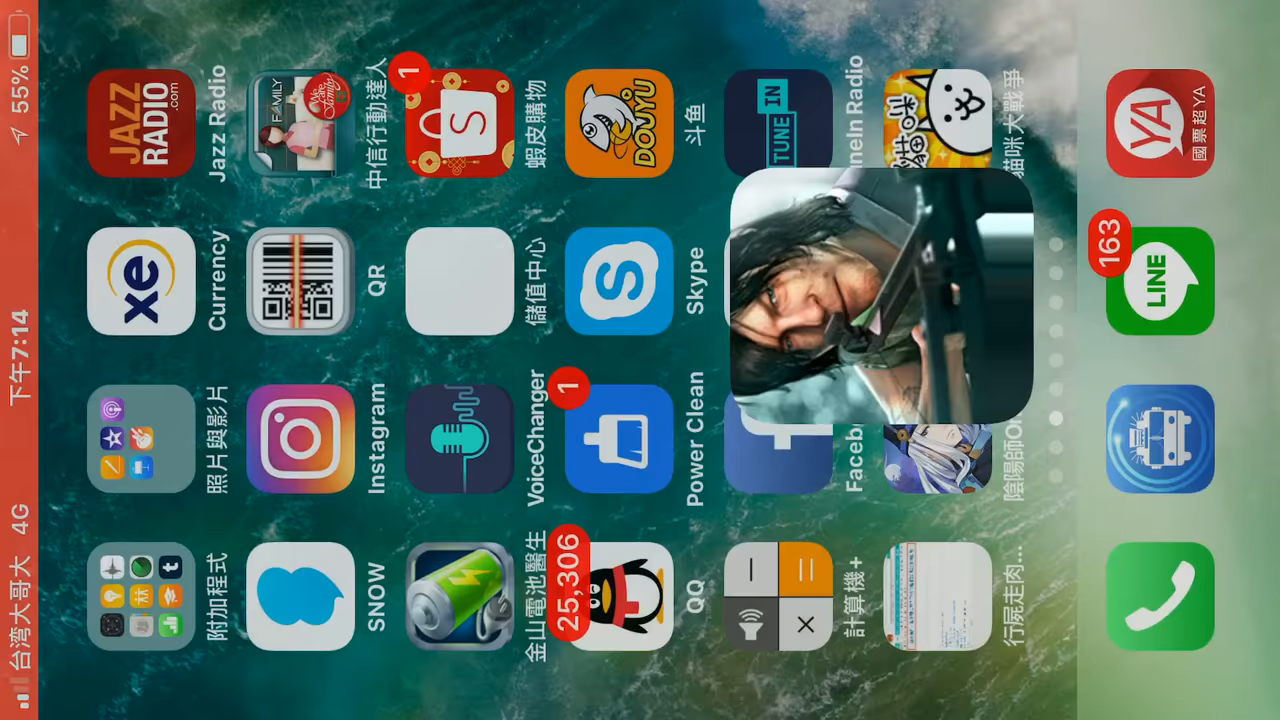 台湾大哥大 4G
下午7:14
55%
附加程式
照片與影片
xe
Currency
JAZZ
RADIO
.com
Jazz Radio
SNOW
Instagram
QR
FAMILY
中信行動達人
金山電池醫生
VoiceChanger
儲值中心
1
蝦皮購物
25,306
QQ
1
Power Clean
Skype
DOUYU
斗鱼
計算機+
Faceb
TUNE IN
neIn Radio
行屍走肉...
陰陽師On
貓咪
貓咪大戰爭
163
LINE
YA
國票超YA